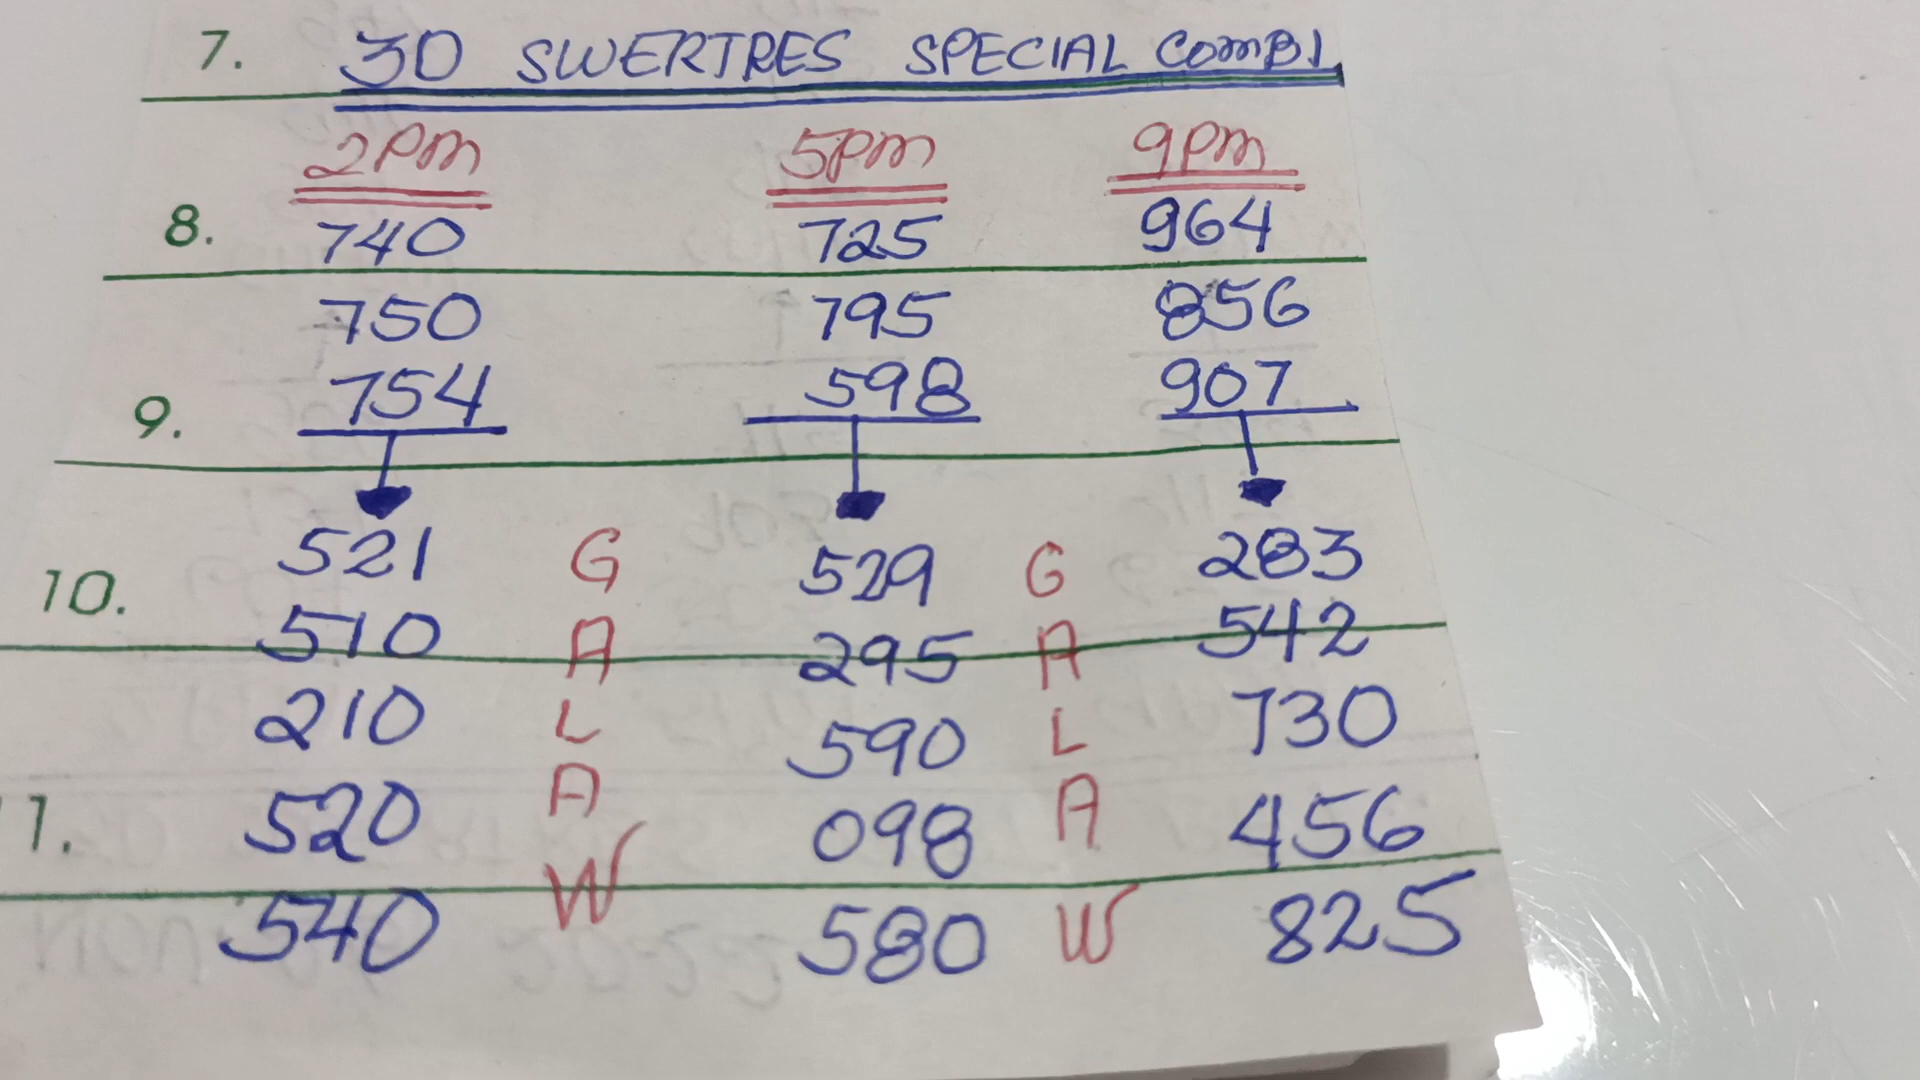 7. 3D SWERTRES SPECIAL COMBI
2PM 5PM 9PM
8. 740 725 964
750 795 856
9. 754 598 907
521 G 529 G 283
10. 510 A 295 A 542
210 L 590 L 730
11. 520 A 098 A 456
540 W 580 W 825